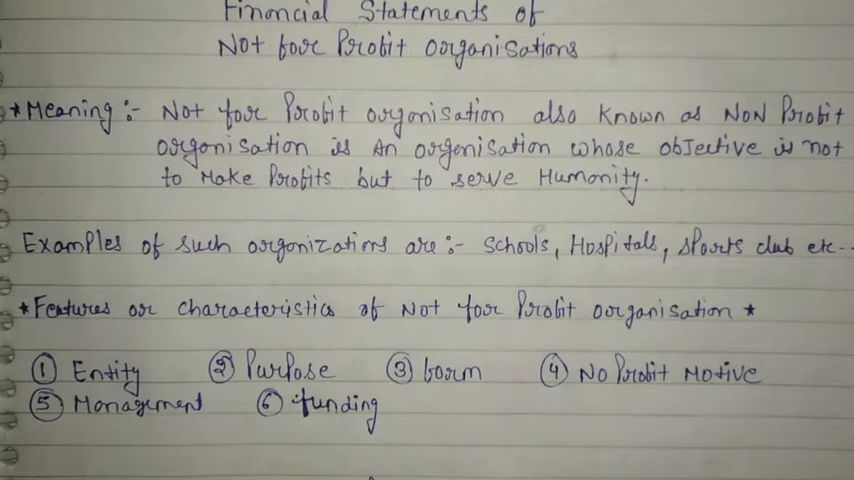 Financial Statements of
Not for Profit Organisations
*Meaning :- Not for Profit organisation also known as NON Profit
organisation is An organisation whose objective is not
to Make Profits but to serve Humanity.
Examples of such organizations are :- Schools, Hospitals, Sports club etc--
*Features or characteristics of Not for Profit organisation *
① Entity ② Purpose ③ form ④ No Profit Motive
⑤ Management ⑥ funding